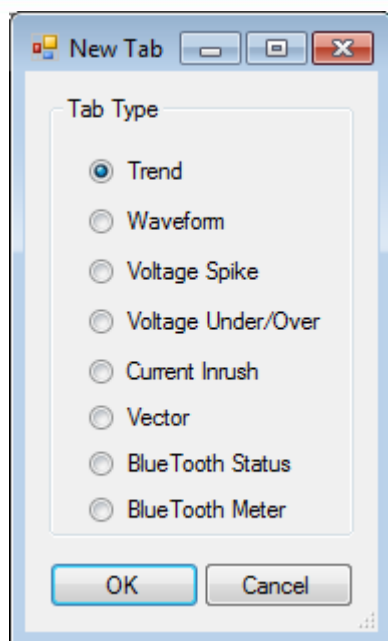 New Tab
Tab Type
Trend
Waveform
Voltage Spike
Voltage Under/Over
Current Inrush
Vector
BlueTooth Status
BlueTooth Meter
OK Cancel